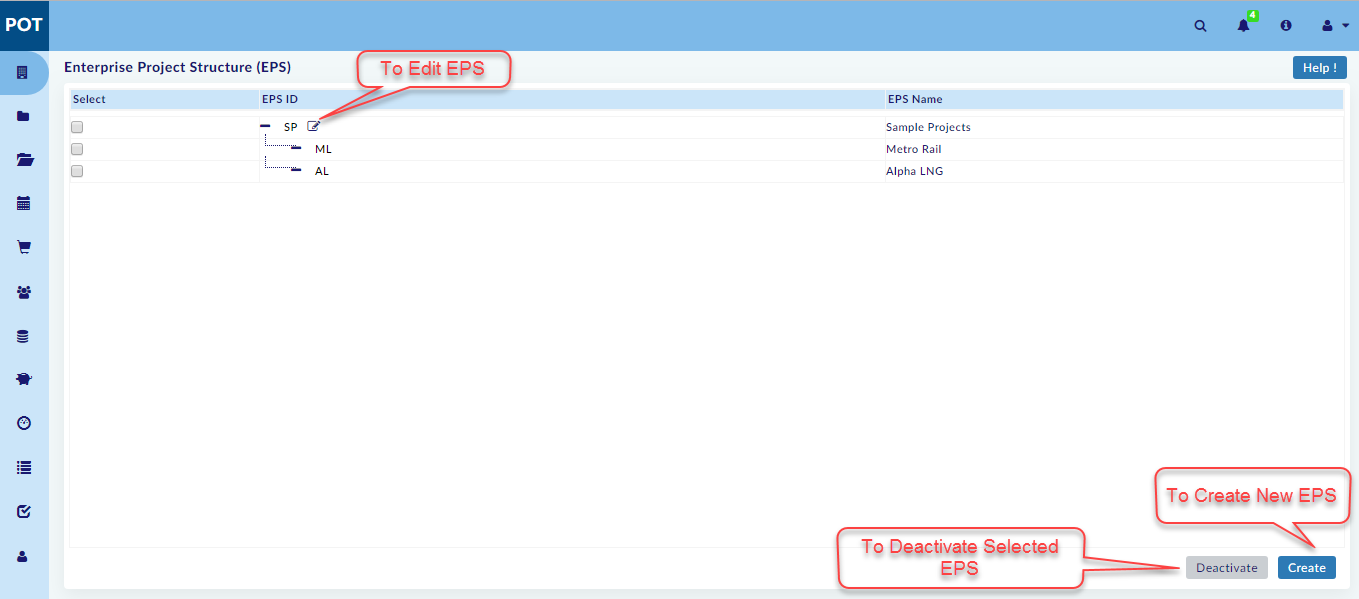 POT
4
Enterprise Project Structure (EPS)
To Edit EPS
Help !
Select EPS ID EPS Name
SP Sample Projects
ML Metro Rail
AL Alpha LNG
To Create New EPS
To Deactivate Selected
EPS
Deactivate Create